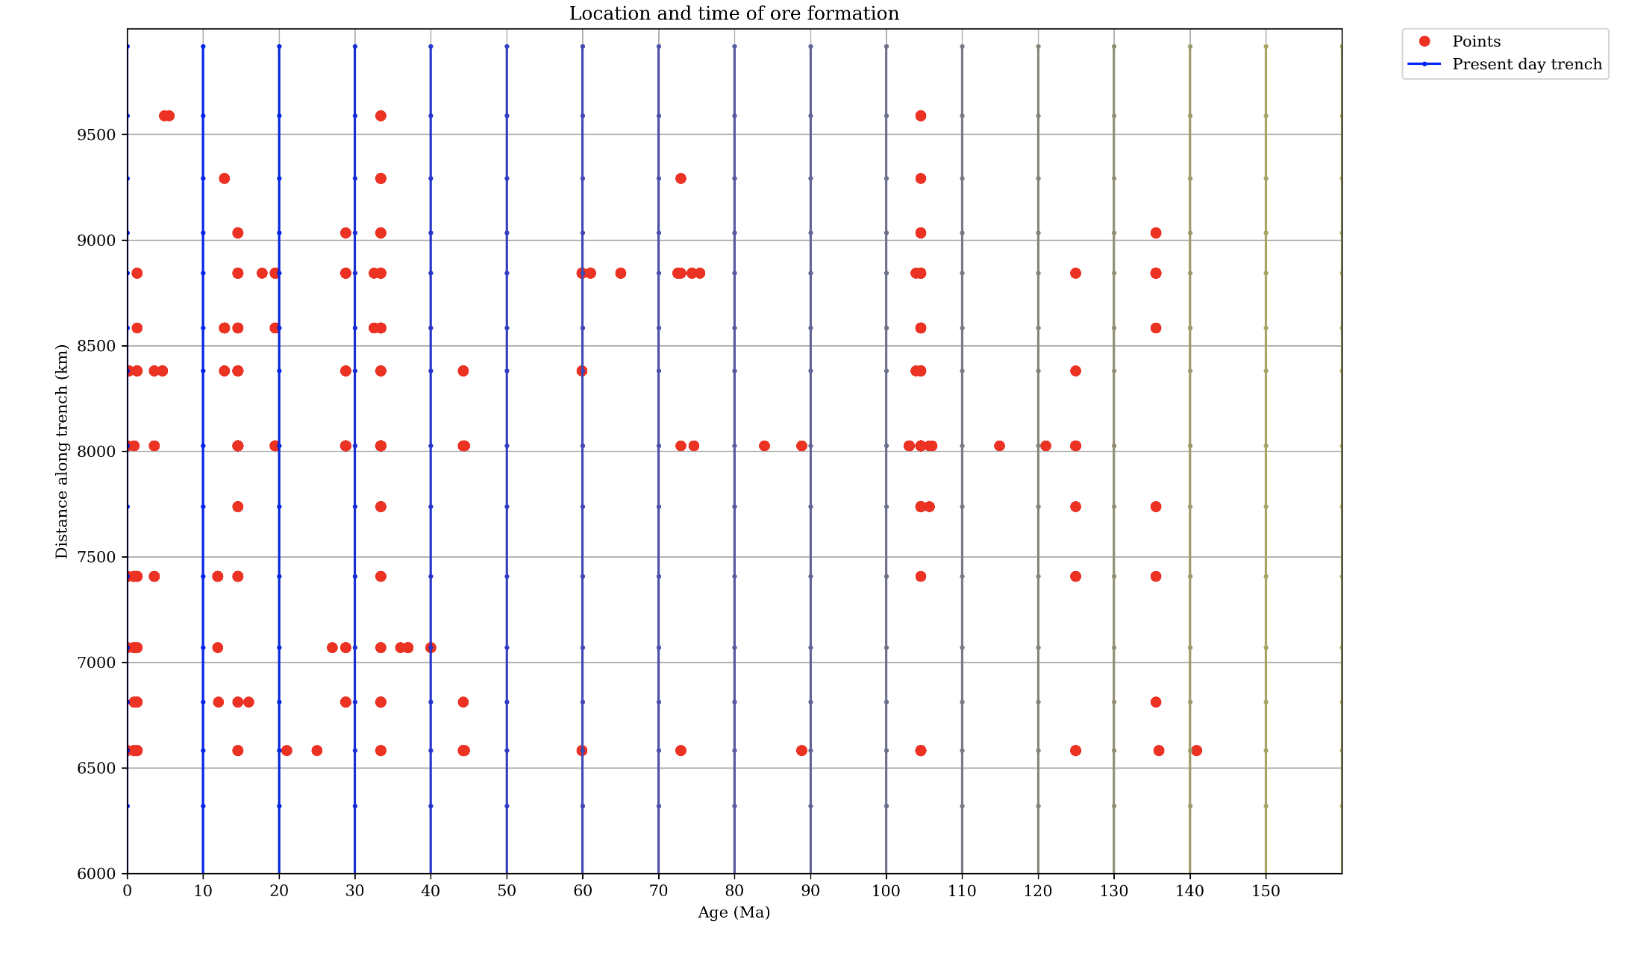 Location and time of ore formation
Points
Present day trench
9500
9000
8500
8000
7500
7000
6500
6000
Distance along trench (km)
0 10 20 30 40 50 60 70 80 90 100 110 120 130 140 150
Age (Ma)